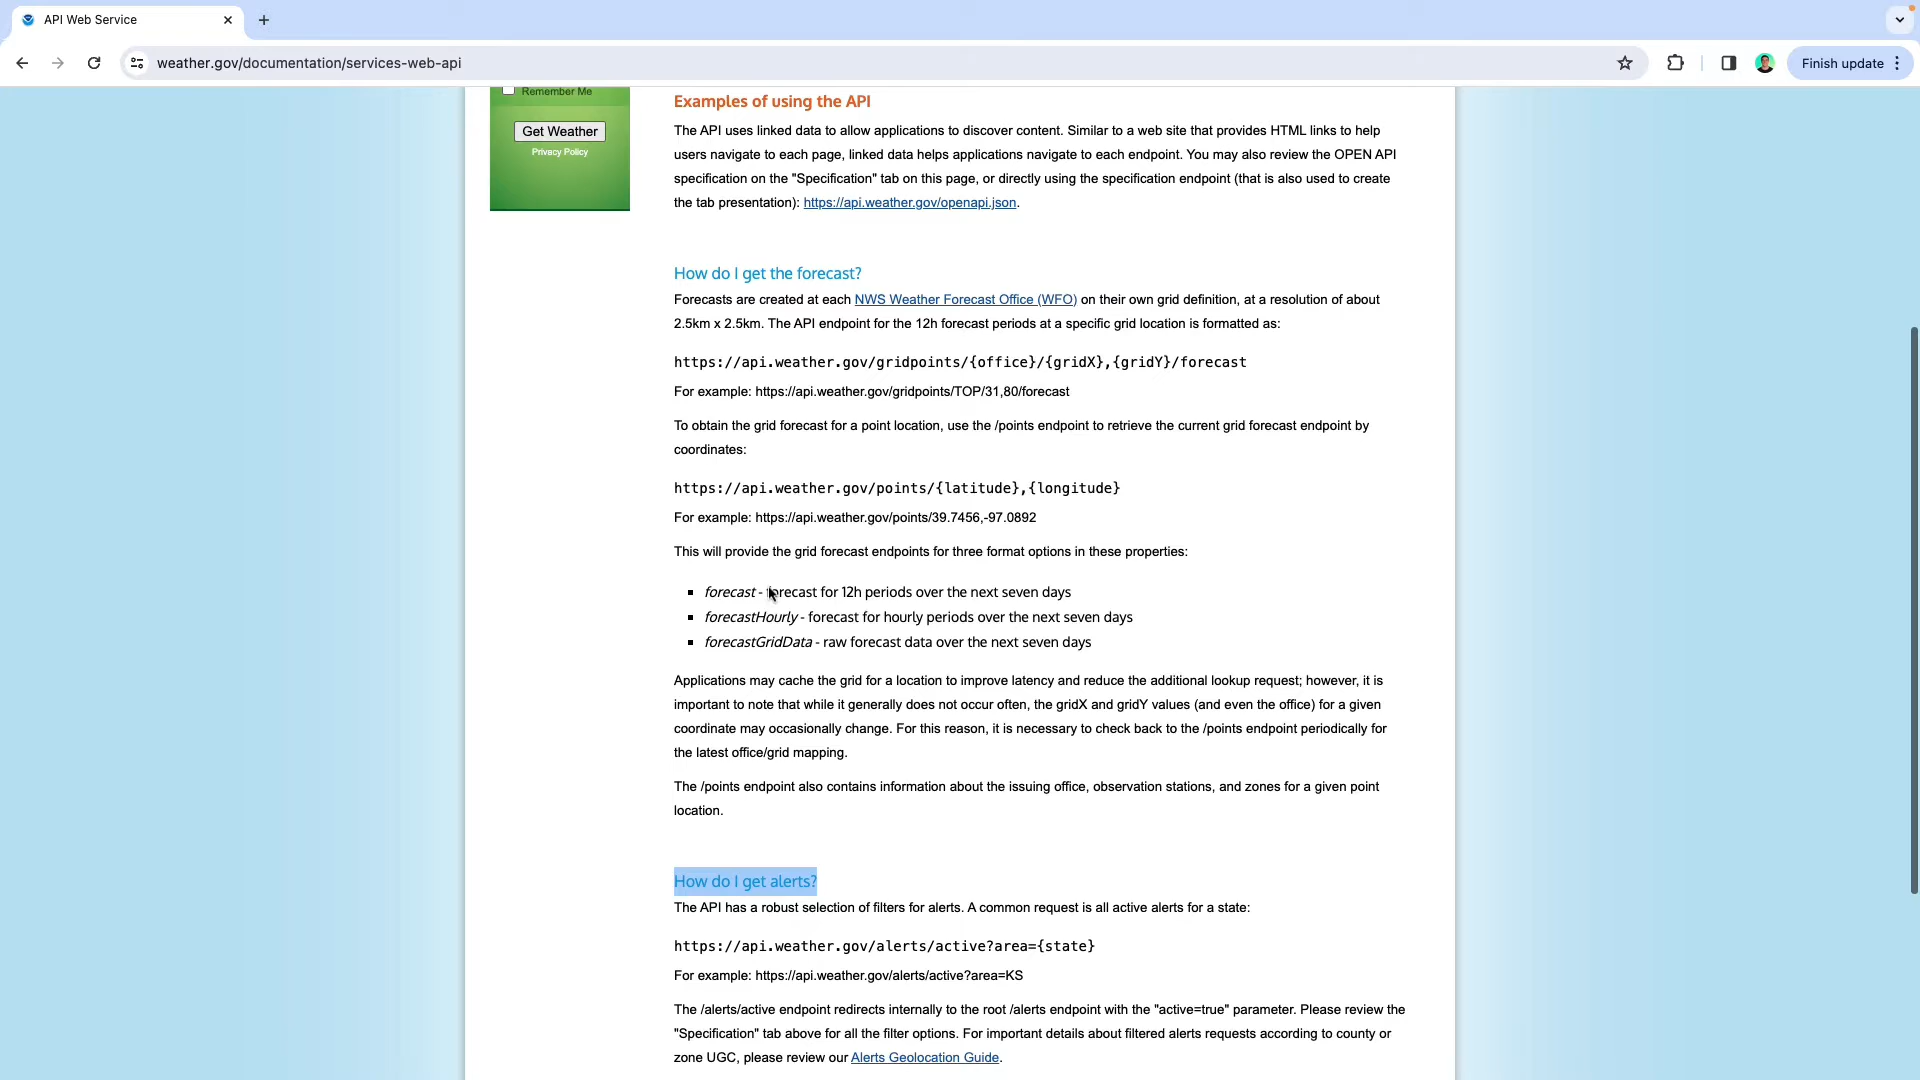 API Web Service
weather.gov/documentation/services-web-api
Finish update
Remember Me
Get Weather
Privacy Policy
Examples of using the API
The API uses linked data to allow applications to discover content. Similar to a web site that provides HTML links to help
users navigate to each page, linked data helps applications navigate to each endpoint. You may also review the OPEN API
specification on the "Specification" tab on this page, or directly using the specification endpoint (that is also used to create
the tab presentation): https://api.weather.gov/openapi.json.
How do I get the forecast?
Forecasts are created at each NWS Weather Forecast Office (WFO) on their own grid definition, at a resolution of about
2.5km x 2.5km. The API endpoint for the 12h forecast periods at a specific grid location is formatted as:
https://api.weather.gov/gridpoints/{office}/{gridX},{gridY}/forecast
For example: https://api.weather.gov/gridpoints/TOP/31,80/forecast
To obtain the grid forecast for a point location, use the /points endpoint to retrieve the current grid forecast endpoint by
coordinates:
https://api.weather.gov/points/{latitude},{longitude}
For example: https://api.weather.gov/points/39.7456,-97.0892
This will provide the grid forecast endpoints for three format options in these properties:
forecast - forecast for 12h periods over the next seven days
forecastHourly - forecast for hourly periods over the next seven days
forecastGridData - raw forecast data over the next seven days
Applications may cache the grid for a location to improve latency and reduce the additional lookup request; however, it is
important to note that while it generally does not occur often, the gridX and gridY values (and even the office) for a given
coordinate may occasionally change. For this reason, it is necessary to check back to the /points endpoint periodically for
the latest office/grid mapping.
The /points endpoint also contains information about the issuing office, observation stations, and zones for a given point
location.
How do I get alerts?
The API has a robust selection of filters for alerts. A common request is all active alerts for a state:
https://api.weather.gov/alerts/active?area={state}
For example: https://api.weather.gov/alerts/active?area=KS
The /alerts/active endpoint redirects internally to the root /alerts endpoint with the "active=true" parameter. Please review the
"Specification" tab above for all the filter options. For important details about filtered alerts requests according to county or
zone UGC, please review our Alerts Geolocation Guide.